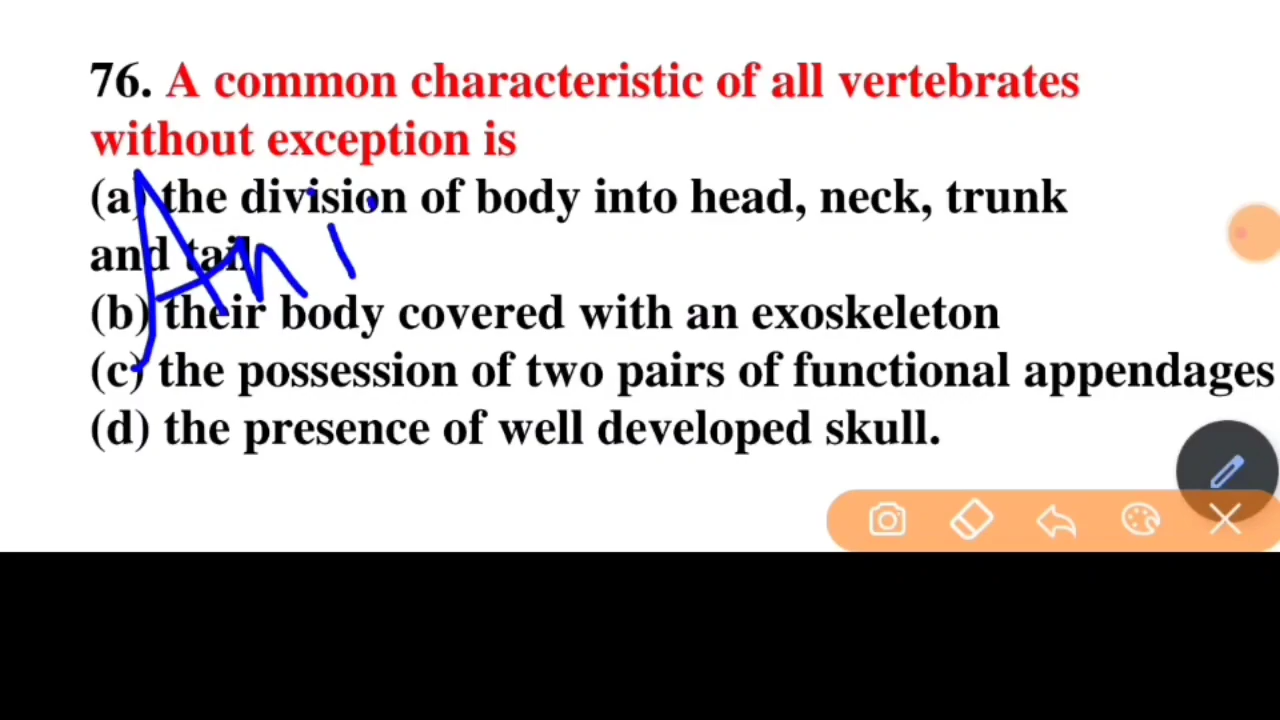 76. A common characteristic of all vertebrates
without exception is
(a) the division of body into head, neck, trunk
and tail
(b) their body covered with an exoskeleton
(c) the possession of two pairs of functional appendages
(d) the presence of well developed skull.
Ani